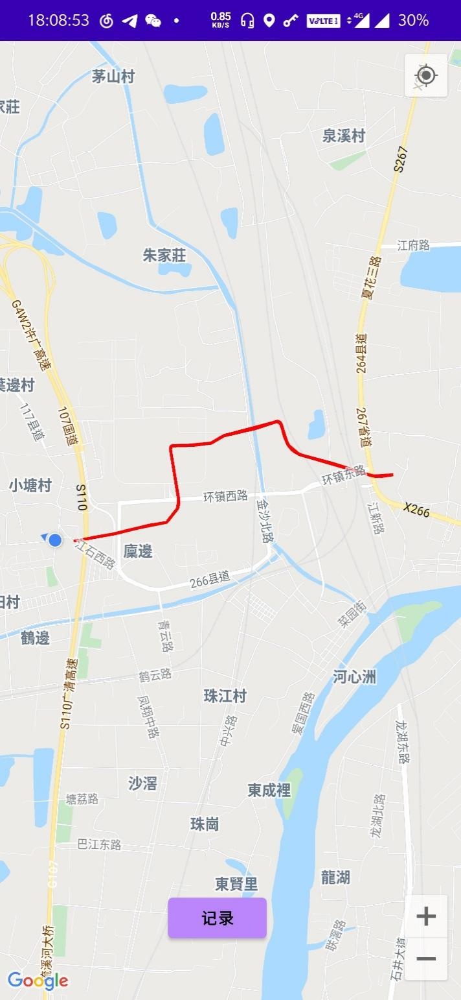 18:08:53
0.85
KB/S
VoLTE
4G
30%
茅山村
家莊
泉溪村
S267
江府路
朱家莊
夏花三路
G4W2许广高速
264县道
葉邊村
117县道
107国道
267省道
小塘村
S110
环镇西路
环镇东路
X266
金沙北路
江新路
江石西路
廩邊
266县道
田村
鶴邊
青云路
菜园街
S110广清高速
鹤云路
河心洲
珠江村
凤翔中路
中兴路
爱国西路
龙湖东路
沙滘
東成裡
塘荔路
龙湖北路
珠崗
巴江东路
G107
東賢里
龍湖
记录
联滘路
石井大道
流溪河大桥
Google